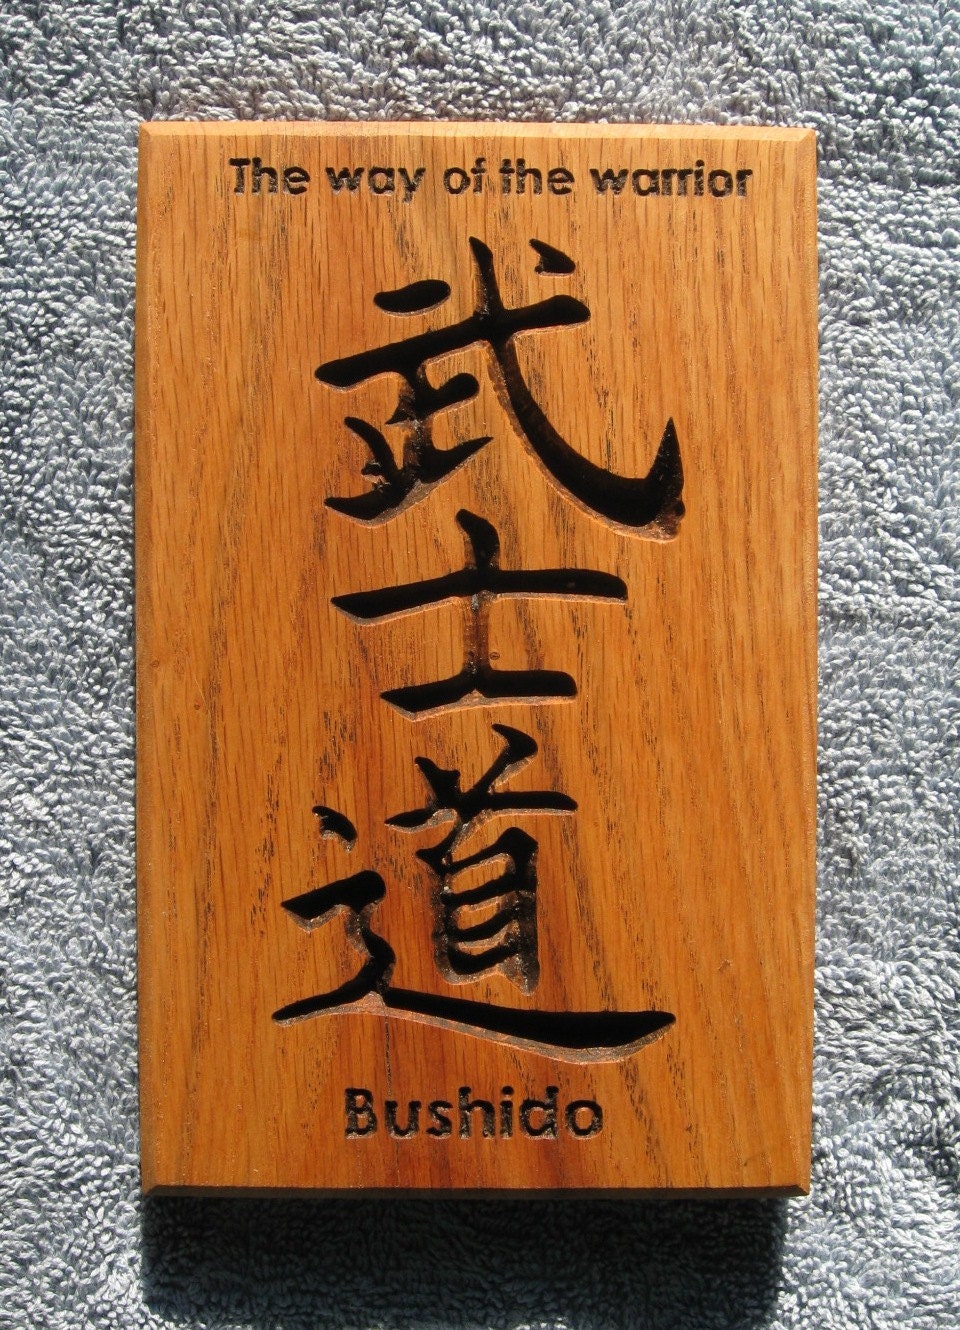 The way of the warrior
武
士
道
Bushido